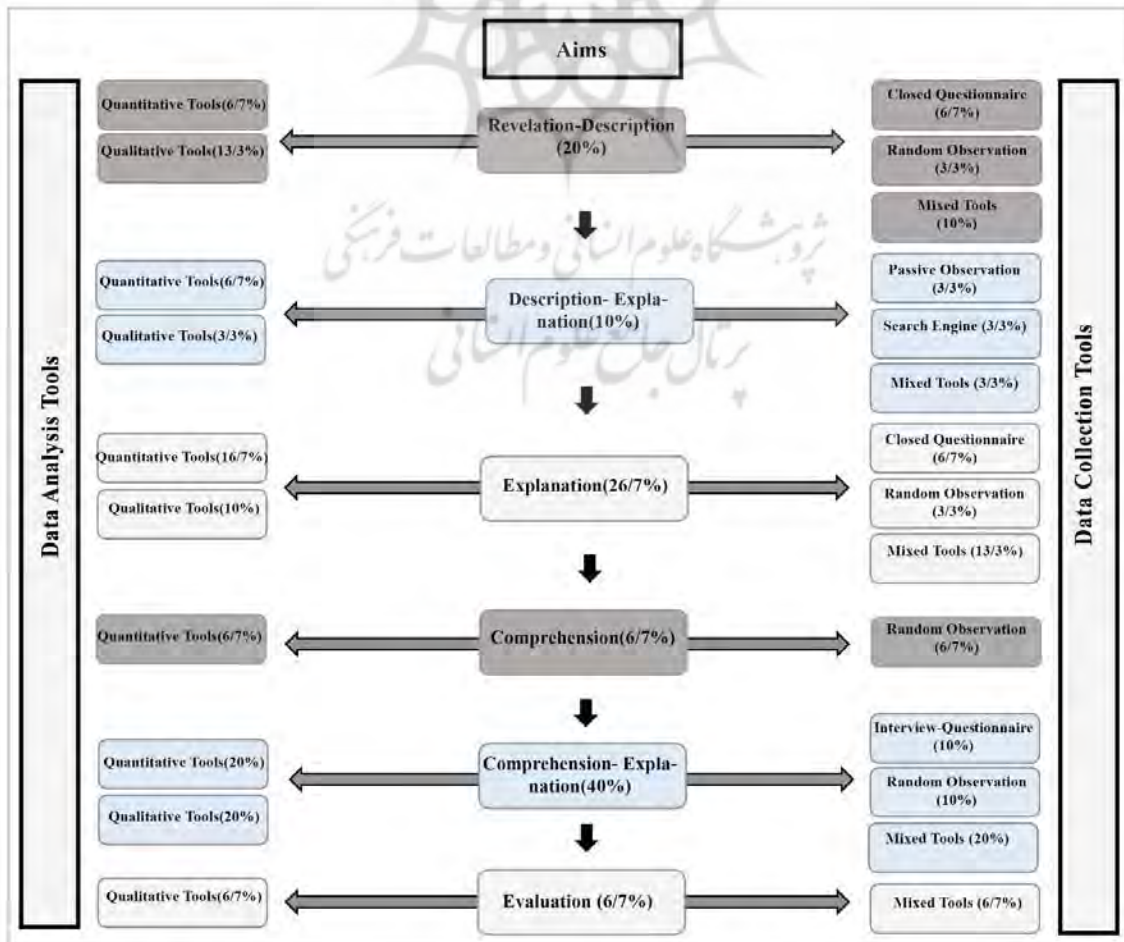 Aims
Data Analysis Tools
Data Collection Tools
Quantitative Tools(6/7%)
Qualitative Tools(13/3%)
Revelation-Description
(20%)
Closed Questionnaire
(6/7%)
Random Observation
(3/3%)
Mixed Tools
(10%)
پژوهشگاه علوم انسانی و مطالعات فرهنگی
Quantitative Tools(6/7%)
Qualitative Tools(3/3%)
Description- Expla-
nation(10%)
Passive Observation
(3/3%)
Search Engine (3/3%)
Mixed Tools (3/3%)
پرتال جامع علوم انسانی
Quantitative Tools(16/7%)
Qualitative Tools(10%)
Explanation(26/7%)
Closed Questionnaire
(6/7%)
Random Observation
(3/3%)
Mixed Tools (13/3%)
Quantitative Tools(6/7%)
Comprehension(6/7%)
Random Observation
(6/7%)
Quantitative Tools(20%)
Qualitative Tools(20%)
Comprehension- Expla-
nation(40%)
Interview-Questionnaire
(10%)
Random Observation
(10%)
Mixed Tools (20%)
Qualitative Tools(6/7%)
Evaluation (6/7%)
Mixed Tools (6/7%)